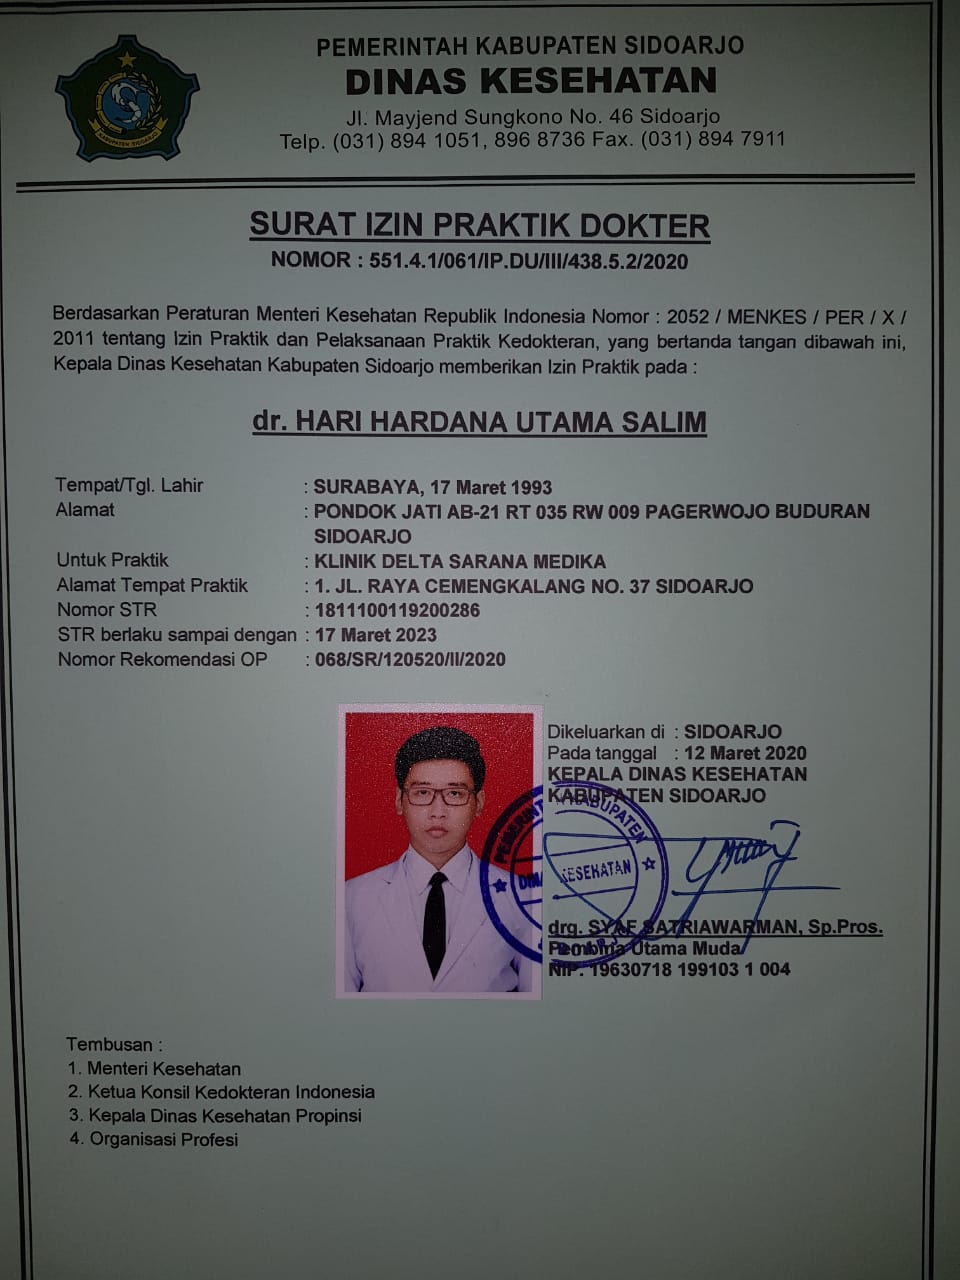 PEMERINTAH KABUPATEN SIDOARJO
DINAS KESEHATAN
Jl. Mayjend Sungkono No. 46 Sidoarjo
Telp. (031) 894 1051, 896 8736 Fax. (031) 894 7911
KABUPATEN SIDOARJO
SURAT IZIN PRAKTIK DOKTER
NOMOR : 551.4.1/061/IP.DU/III/438.5.2/2020
Berdasarkan Peraturan Menteri Kesehatan Republik Indonesia Nomor : 2052 / MENKES / PER / X /
2011 tentang Izin Praktik dan Pelaksanaan Praktik Kedokteran, yang bertanda tangan dibawah ini,
Kepala Dinas Kesehatan Kabupaten Sidoarjo memberikan Izin Praktik pada :
dr. HARI HARDANA UTAMA SALIM
Tempat/Tgl. Lahir : SURABAYA, 17 Maret 1993
Alamat : PONDOK JATI AB-21 RT 035 RW 009 PAGERWOJO BUDURAN
SIDOARJO
Untuk Praktik : KLINIK DELTA SARANA MEDIKA
Alamat Tempat Praktik : 1. JL. RAYA CEMENGKALANG NO. 37 SIDOARJO
Nomor STR : 1811100119200286
STR berlaku sampai dengan : 17 Maret 2023
Nomor Rekomendasi OP : 068/SR/120520/II/2020
Dikeluarkan di : SIDOARJO
Pada tanggal : 12 Maret 2020
KEPALA DINAS KESEHATAN
KABUPATEN SIDOARJO
PEMERINT KABUPATEN
KESEHATAN
drg. SYAF SATRIAWARMAN, Sp.Pros.
Pembina Utama Muda
NIP. 19630718 199103 1 004
Tembusan :
1. Menteri Kesehatan
2. Ketua Konsil Kedokteran Indonesia
3. Kepala Dinas Kesehatan Propinsi
4. Organisasi Profesi